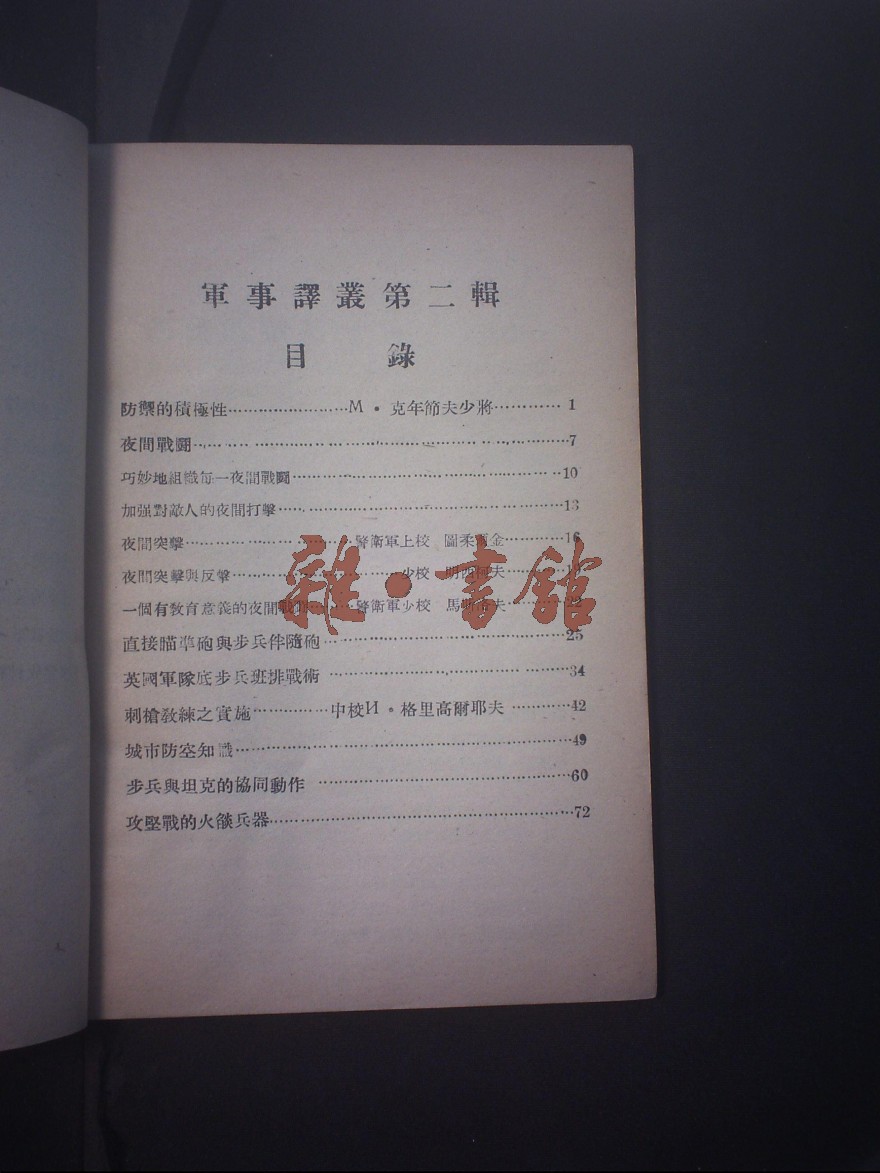 軍事譯叢第二輯
目 錄
防禦的積極性……………………M・克年節夫少將…………1
夜間戰鬪……………………………………………………7
巧妙地組織每一夜間戰鬪……………………………………10
加强對敵人的夜間打擊………………………………………13
夜間突擊……………………警衛軍上校 圖柔爾金………16
夜間突擊與反擊……………………少校
一個有教育意義的夜間戰鬪………警衛軍少校 22
直接瞄準砲與步兵伴隨砲……………………………………25
英國軍隊底步兵班排戰術……………………………………34
刺槍教練之實施……………中校И・格里高爾耶夫…………42
城市防空知識…………………………………………………49
步兵與坦克的協同動作………………………………………60
攻堅戰的火燄兵器……………………………………………72
雜・書館